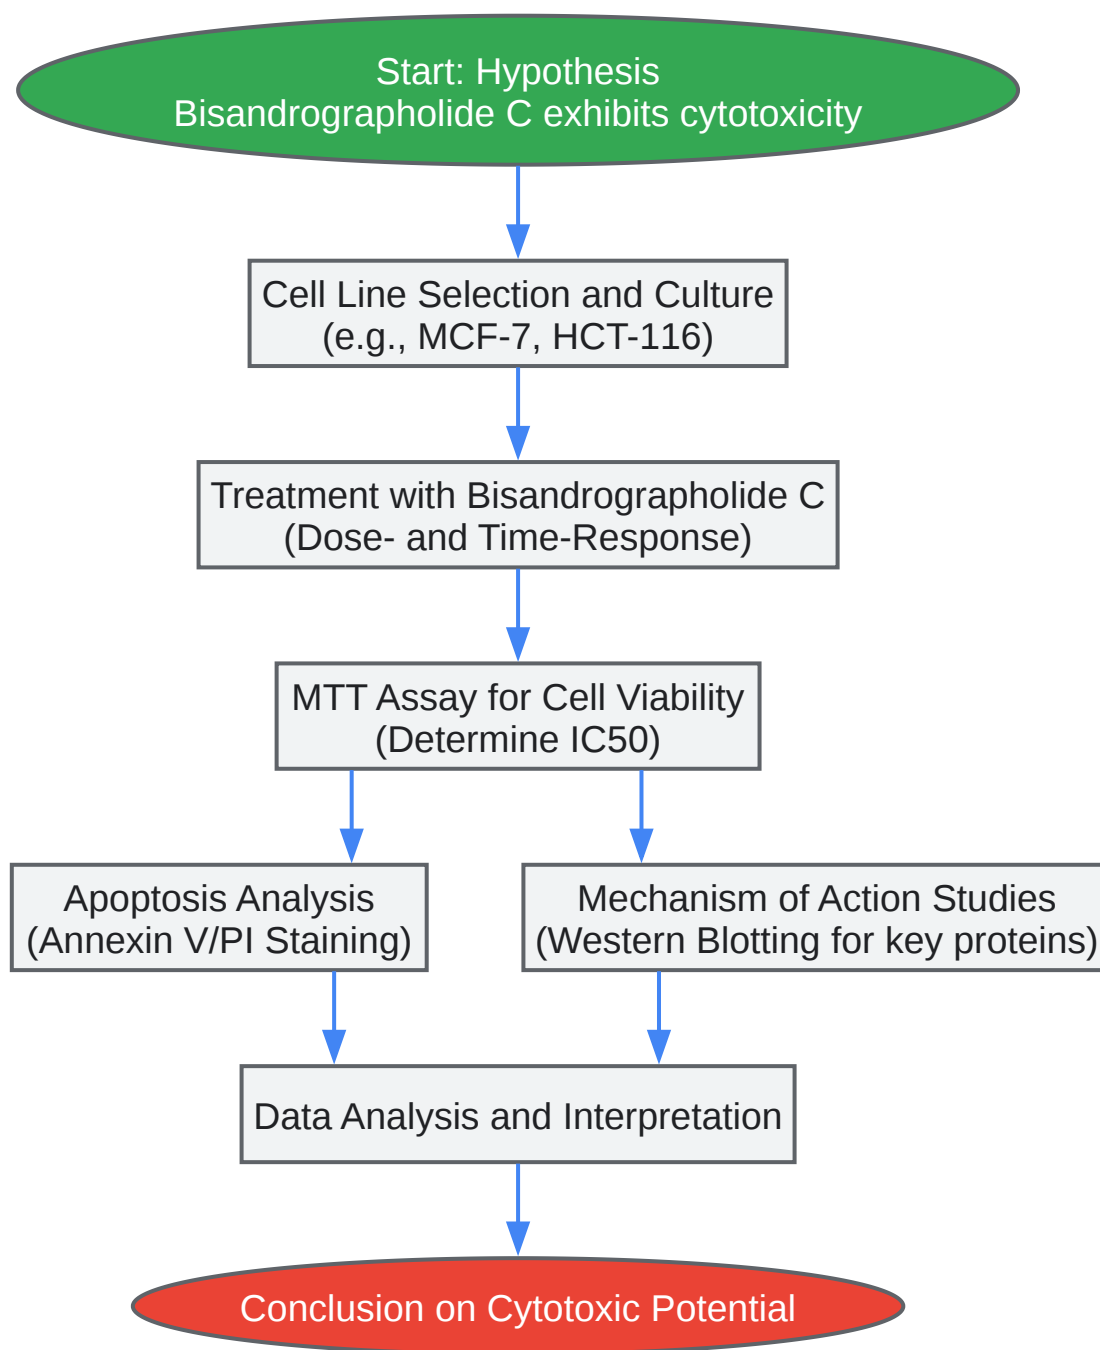 Start: Hypothesis
Bisandrographolide C exhibits cytotoxicity
Cell Line Selection and Culture
(e.g., MCF-7, HCT-116)
Treatment with Bisandrographolide C
(Dose- and Time-Response)
MTT Assay for Cell Viability
(Determine IC50)
Apoptosis Analysis
(Annexin V/PI Staining)
Mechanism of Action Studies
(Western Blotting for key proteins)
Data Analysis and Interpretation
Conclusion on Cytotoxic Potential